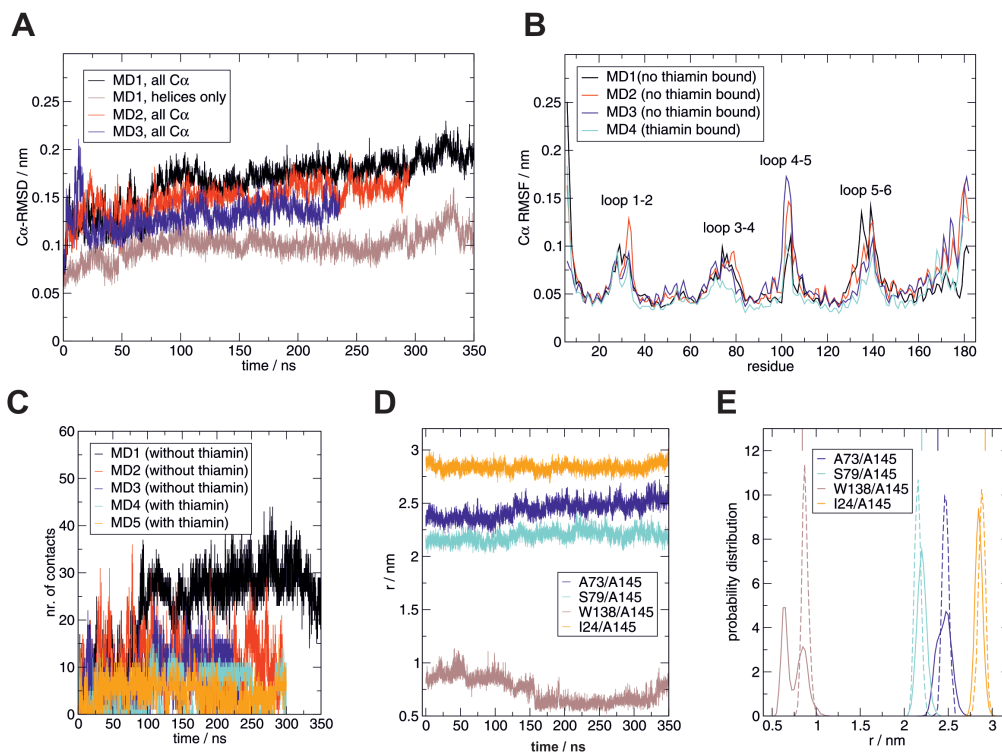 A
B
0.25
0.2
0.15
0.1
0.05
0
Cα-RMSD / nm
MD1, all Cα
MD1, helices only
MD2, all Cα
MD3, all Cα
0 50 100 150 200 250 300 350
time / ns
0.25
0.2
0.15
0.1
0.05
0
Cα RMSF / nm
MD1(no thiamin bound)
MD2 (no thiamin bound)
MD3 (no thiamin bound)
MD4 (thiamin bound)
loop 1-2
loop 3-4
loop 4-5
loop 5-6
20 40 60 80 100 120 140 160 180
residue
C
D
E
60
50
40
30
20
10
0
nr. of contacts
MD1 (without thiamin)
MD2 (without thiamin)
MD3 (without thiamin)
MD4 (with thiamin)
MD5 (with thiamin)
0 50 100 150 200 250 300 350
time / ns
3
2.5
2
1.5
1
0.5
r / nm
A73/A145
S79/A145
W138/A145
I24/A145
0 50 100 150 200 250 300 350
time / ns
13
12
11
10
9
8
7
6
5
4
3
2
1
0
probability distribution
A73/A145
S79/A145
W138/A145
I24/A145
0.5 1 1.5 2 2.5 3
r / nm